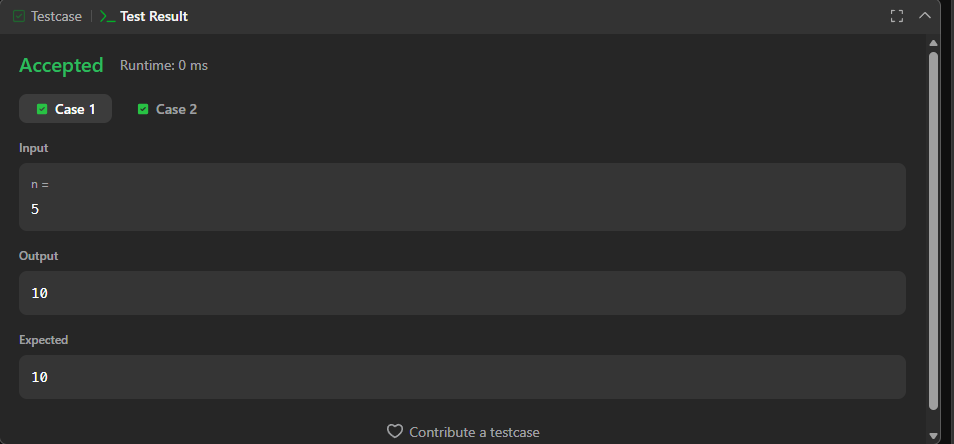 Testcase | >_ Test Result
Accepted Runtime: 0 ms
Case 1 Case 2
Input
n =
5
Output
10
Expected
10
Contribute a testcase